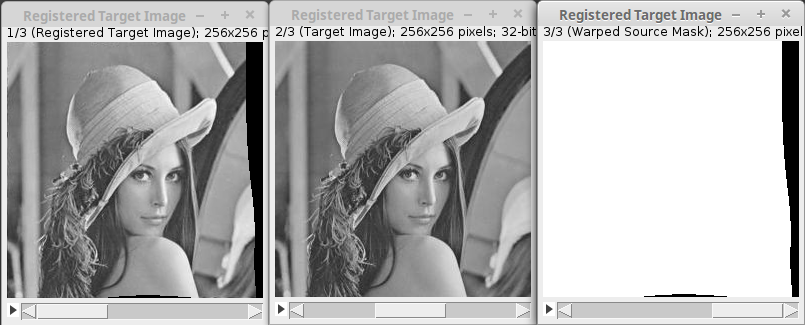 Registered Target Image
1/3 (Registered Target Image); 256x256 p
Registered Target Image
2/3 (Target Image); 256x256 pixels; 32-bit
Registered Target Image
3/3 (Warped Source Mask); 256x256 pixel